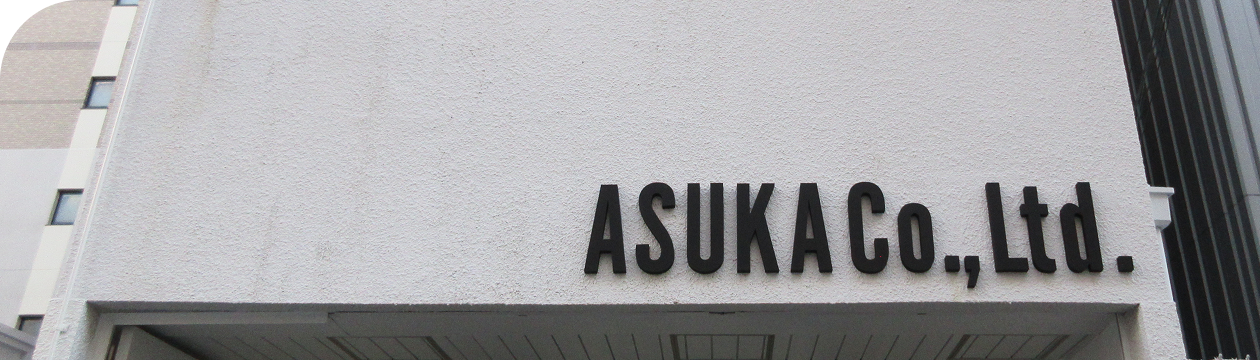 ASUKA Co., Ltd.